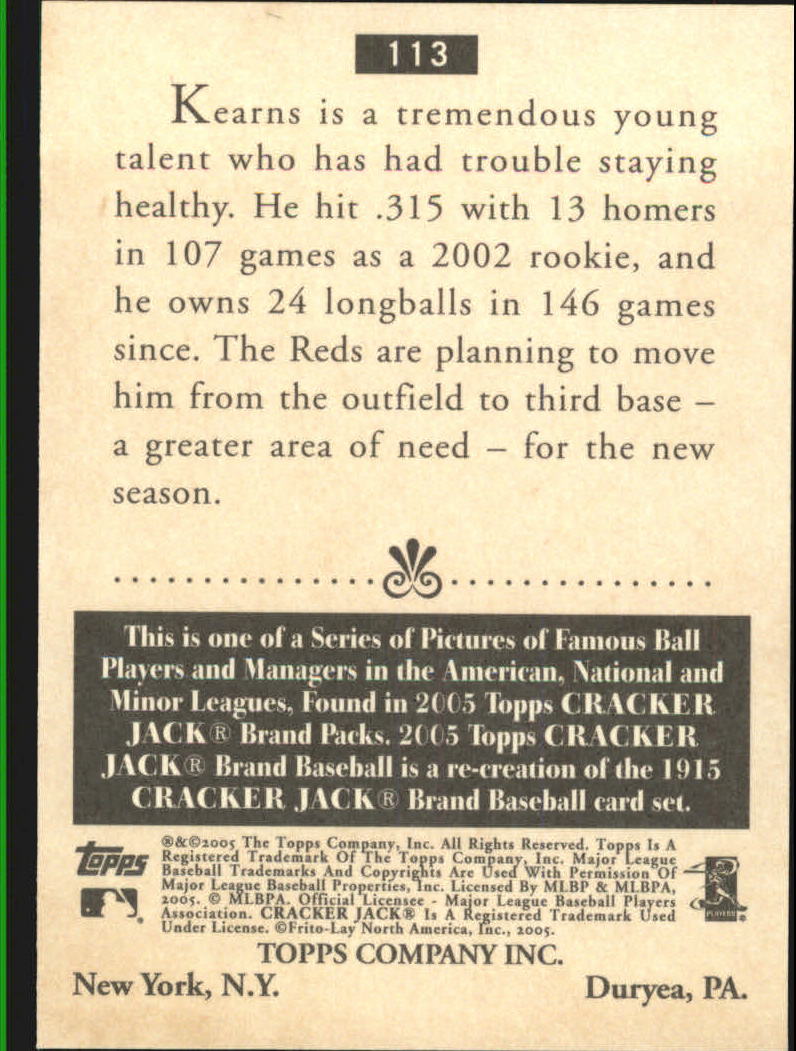 113
Kearns is a tremendous young
talent who has had trouble staying
healthy. He hit .315 with 13 homers
in 107 games as a 2002 rookie, and
he owns 24 longballs in 146 games
since. The Reds are planning to move
him from the outfield to third base –
a greater area of need – for the new
season.
This is one of a Series of Pictures of Famous Ball
Players and Managers in the American, National and
Minor Leagues, Found in 2005 Topps CRACKER
JACK® Brand Packs. 2005 Topps CRACKER
JACK® Brand Baseball is a re-creation of the 1915
CRACKER JACK® Brand Baseball card set.
Topps
®&©2005 The Topps Company, Inc. All Rights Reserved. Topps Is A
Registered Trademark Of The Topps Company, Inc. Major League
Baseball Trademarks And Copyrights Are Used With Permission Of
Major League Baseball Properties, Inc. Licensed By MLBP & MLBPA,
2005. © MLBPA. Official Licensee - Major League Baseball Players
Association. CRACKER JACK® Is A Registered Trademark Used
Under License. ©Frito-Lay North America, Inc., 2005.
PLAYERS
TOPPS COMPANY INC.
New York, N.Y. Duryea, PA.